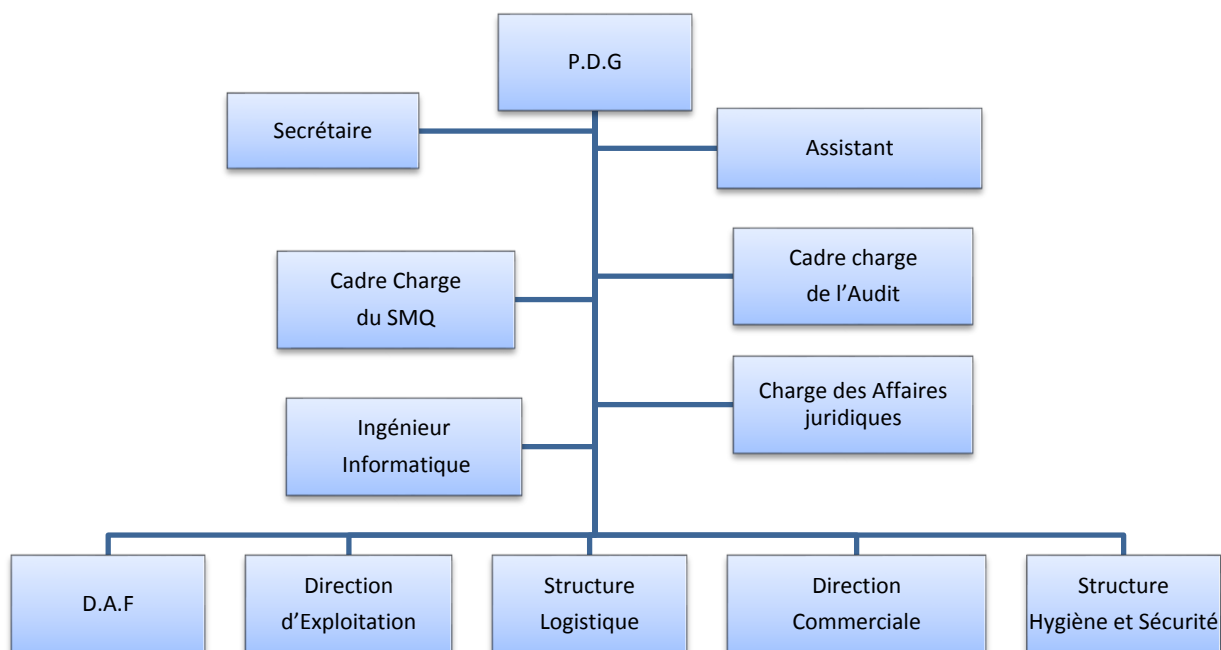 P.D.G
Secrétaire
Assistant
Cadre Charge
du SMQ
Cadre charge
de l’Audit
Charge des Affaires
juridiques
Ingénieur
Informatique
D.A.F
Direction
d’Exploitation
Structure
Logistique
Direction
Commerciale
Structure
Hygiène et Sécurité